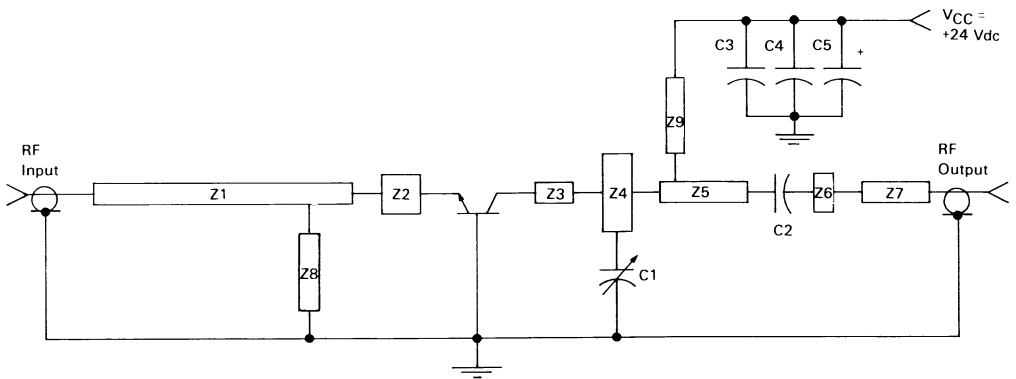 VCC =
+24 Vdc
C3
C4
C5
+
Z9
RF
Input
RF
Output
Z1
Z2
Z3
Z4
Z5
Z6
Z7
C2
Z8
C1